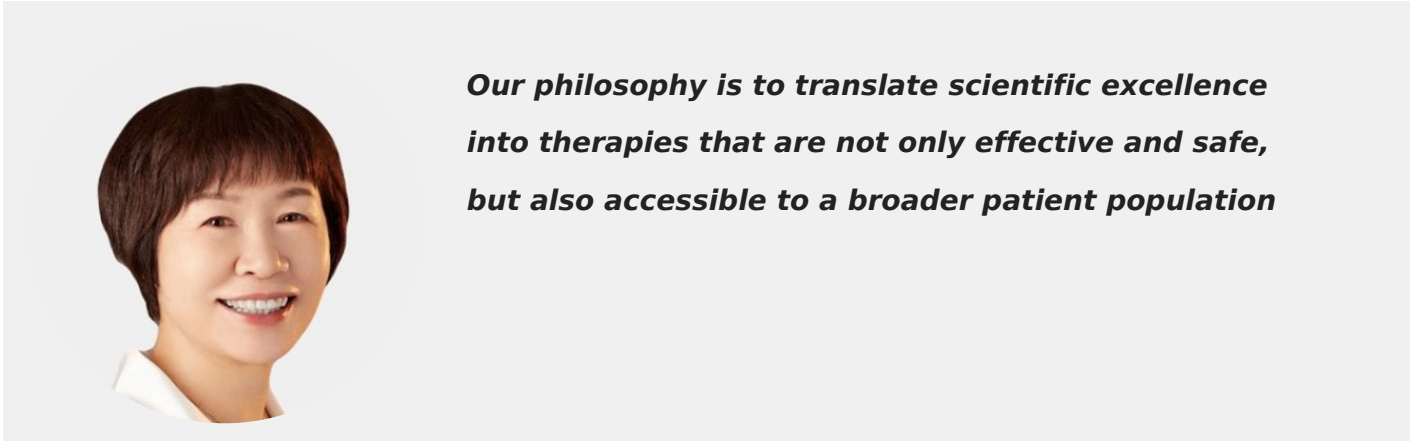 Our philosophy is to translate scientific excellence
into therapies that are not only effective and safe,
but also accessible to a broader patient population